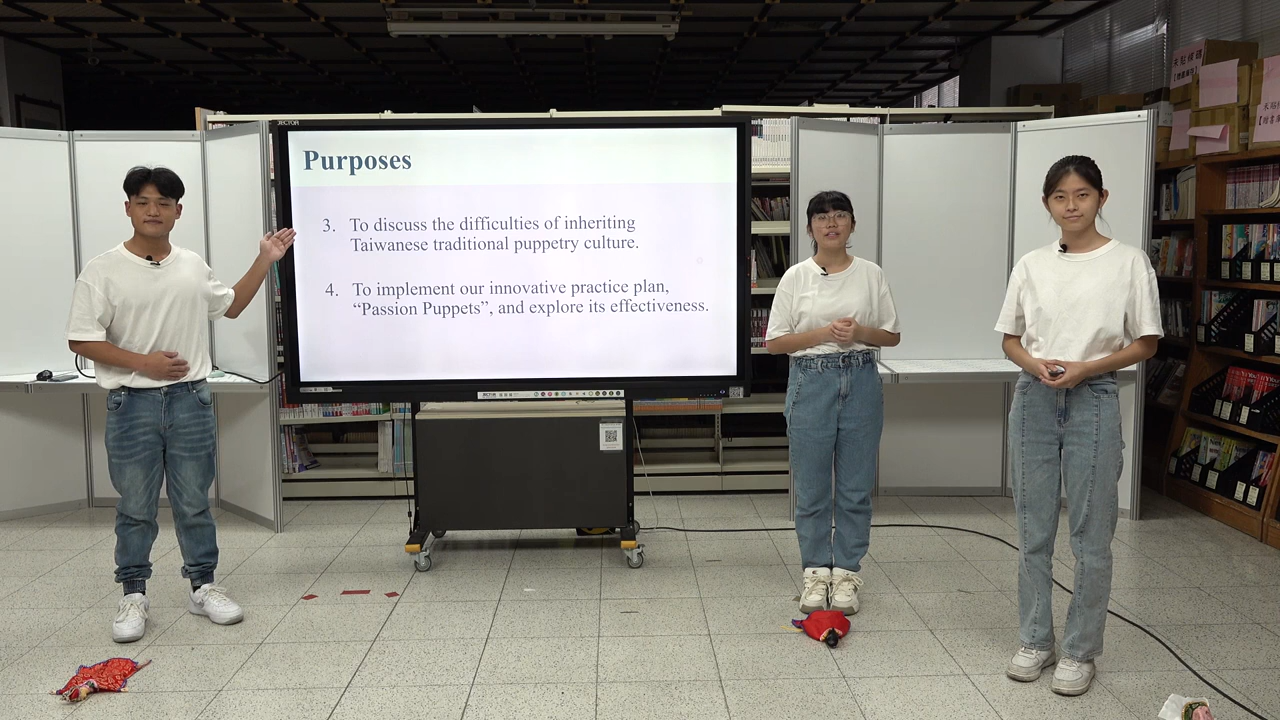 JECTOR
Purposes
3. To discuss the difficulties of inheriting
Taiwanese traditional puppetry culture.
4. To implement our innovative practice plan,
“Passion Puppets”, and explore its effectiveness.